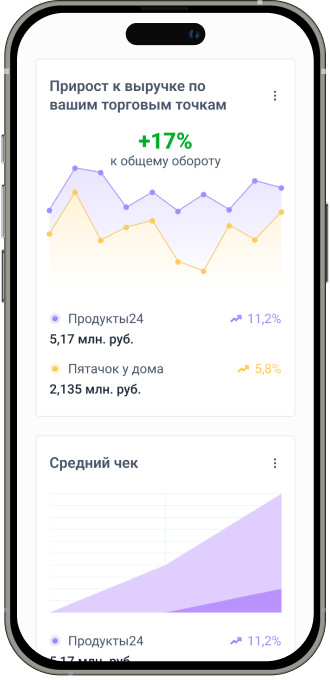 Прирост к выручке по
вашим торговым точкам
+17%
к общему обороту
Продукты24 11,2%
5,17 млн. руб.
Пятачок у дома 5,8%
2,135 млн. руб.
Средний чек
Продукты24 11,2%
5,17 млн. руб.